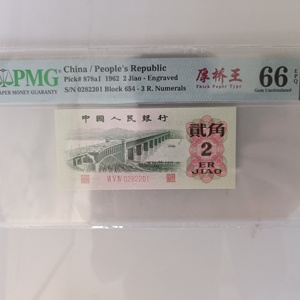 PMG
PAPER MONEY GUARANTY
China / People's Republic
Pick# 878a1 1962 2 Jiao - Engraved
S/N 0282201 Block 654 - 3 R. Numerals
厚桥王
Thick Paper Type
66 EPQ
Gem Uncirculated
中国人民银行
贰角
2
ER
JIAO
0282201